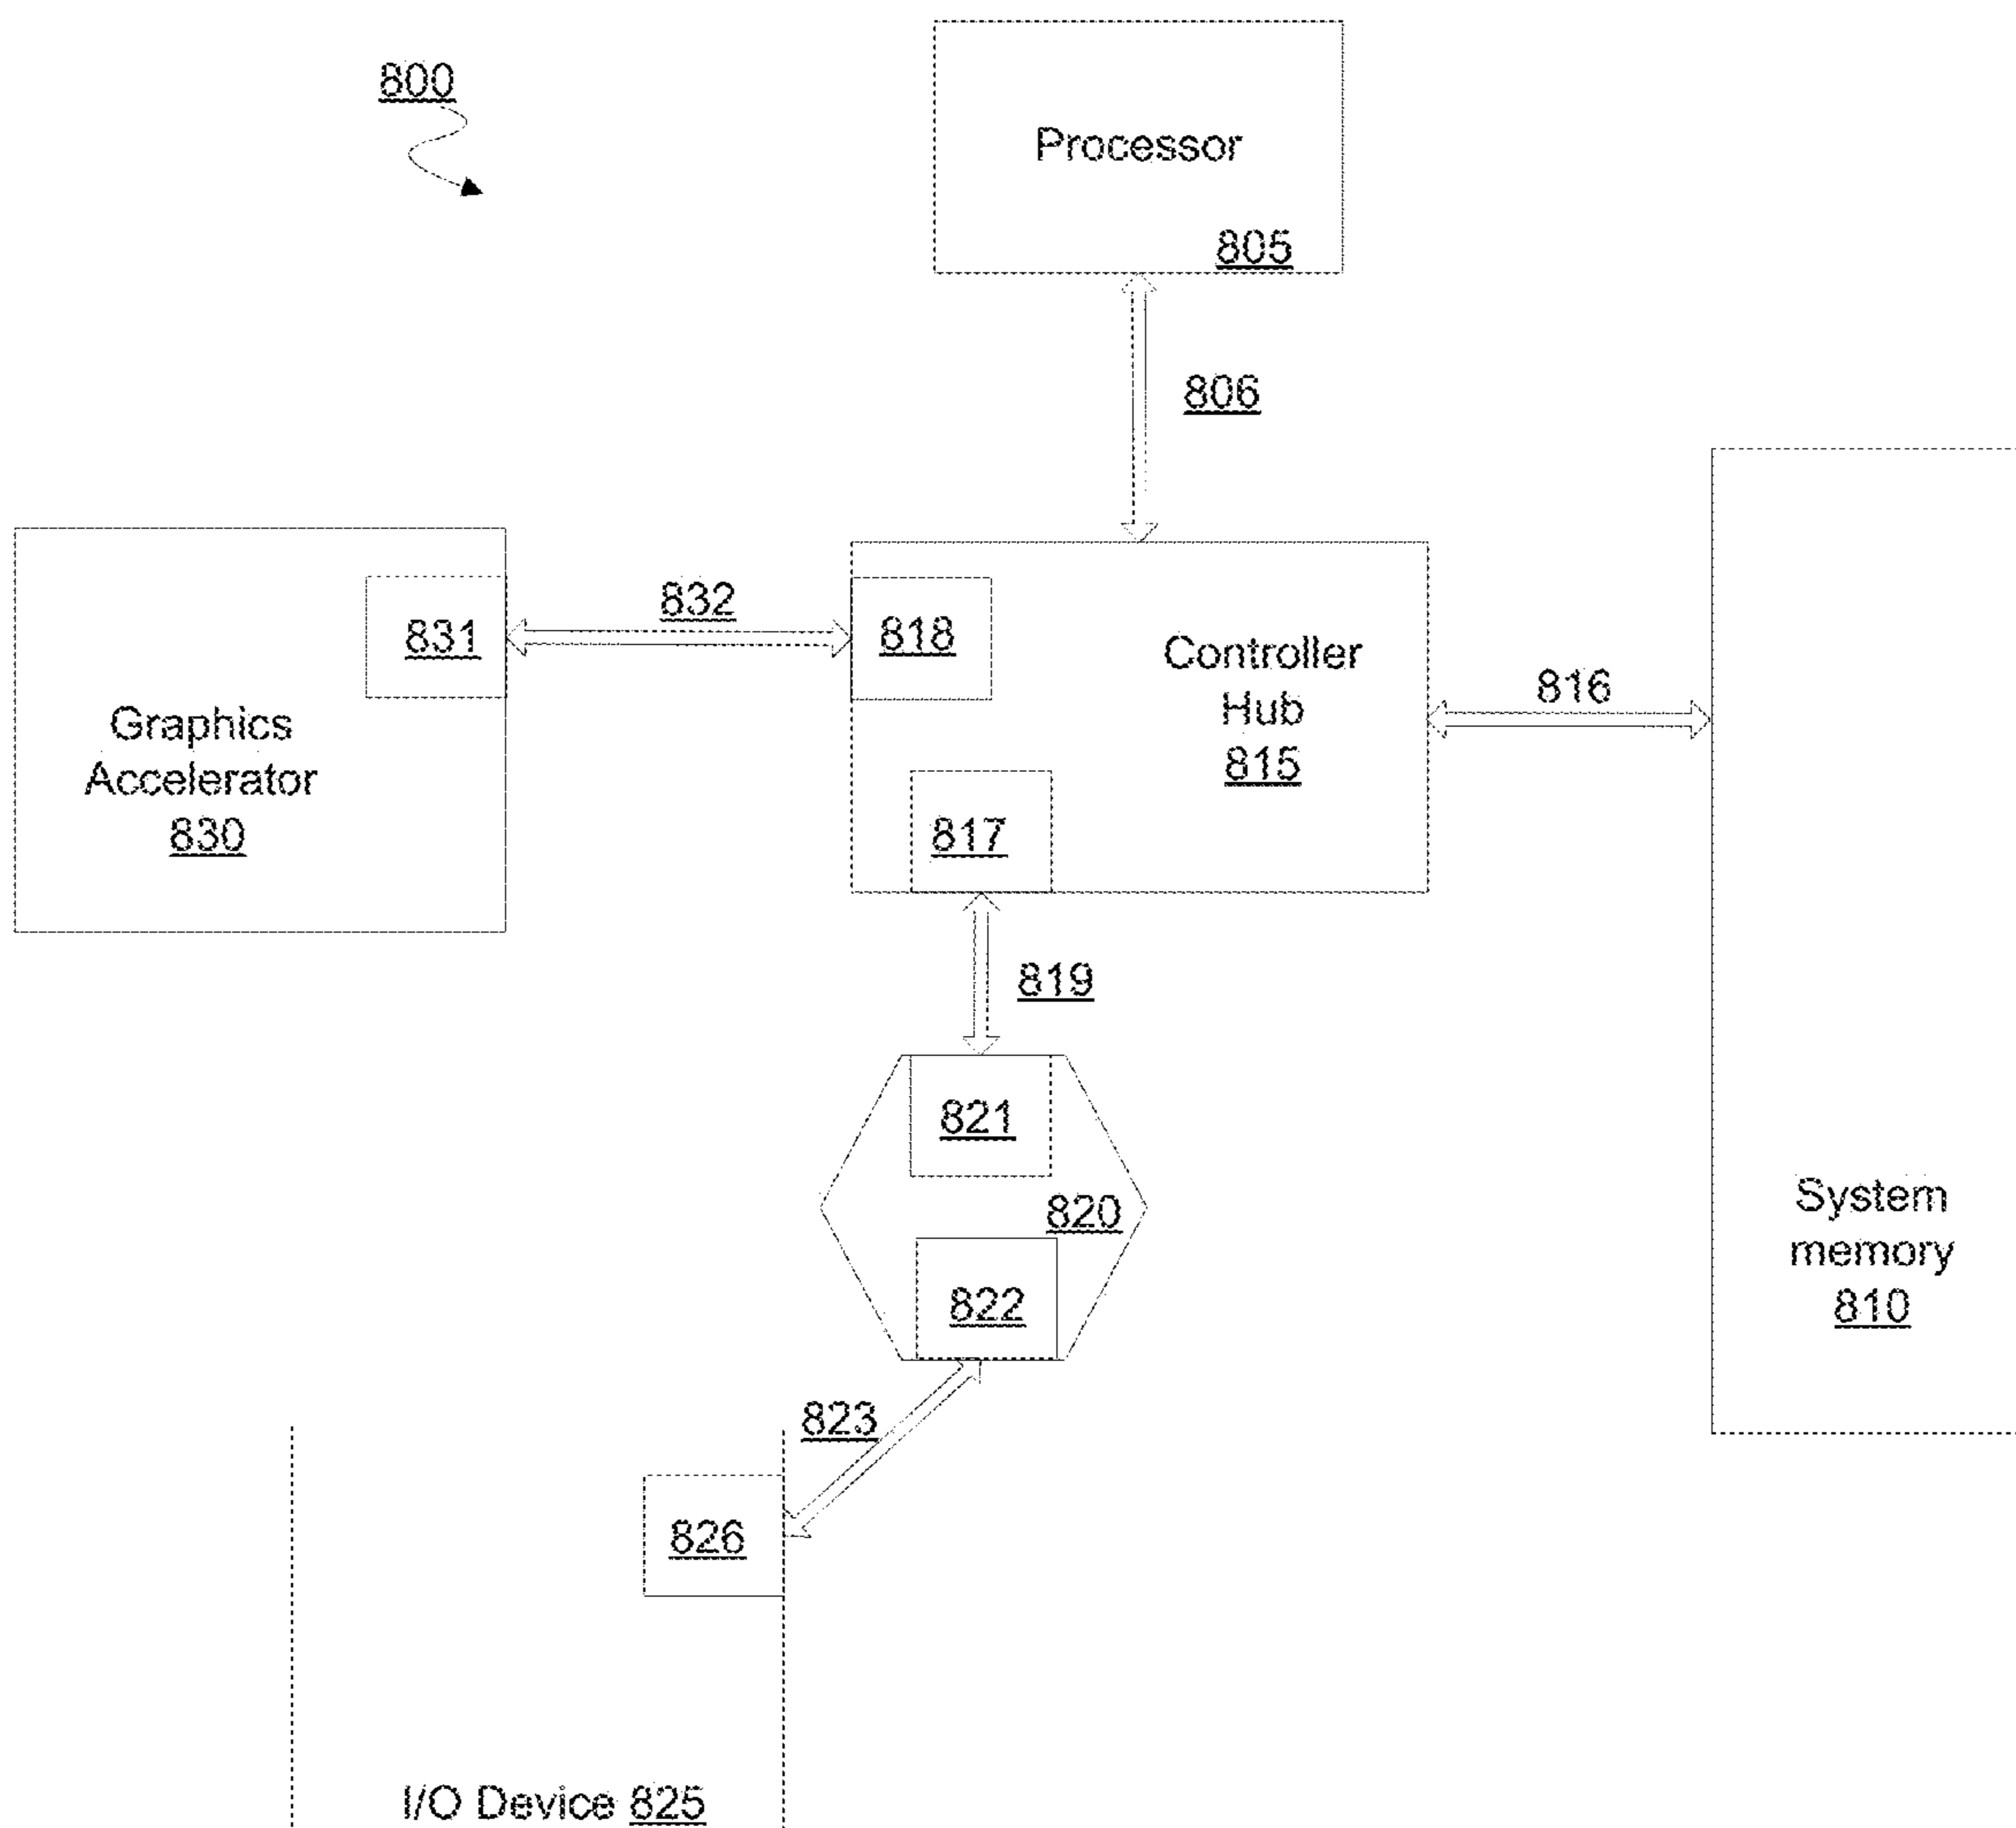 800
Processor
805
806
831
832
818
Controller
Hub
815
816
Graphics
Accelerator
830
817
819
821
820
822
System
memory
810
823
826
I/O Device 825